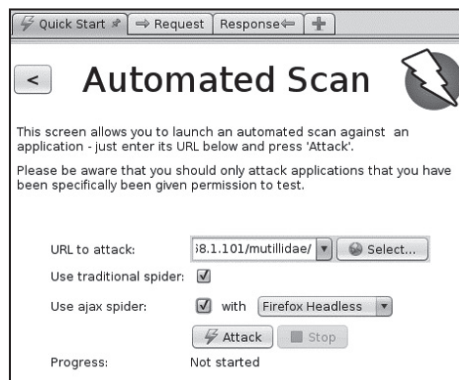 Quick Start Request Response
<
Automated Scan
This screen allows you to launch an automated scan against an
application - just enter its URL below and press 'Attack'.
Please be aware that you should only attack applications that you have
been specifically been given permission to test.
URL to attack: 8.1.101/mutillidae/ Select...
Use traditional spider:
Use ajax spider: with Firefox Headless
Attack Stop
Progress: Not started